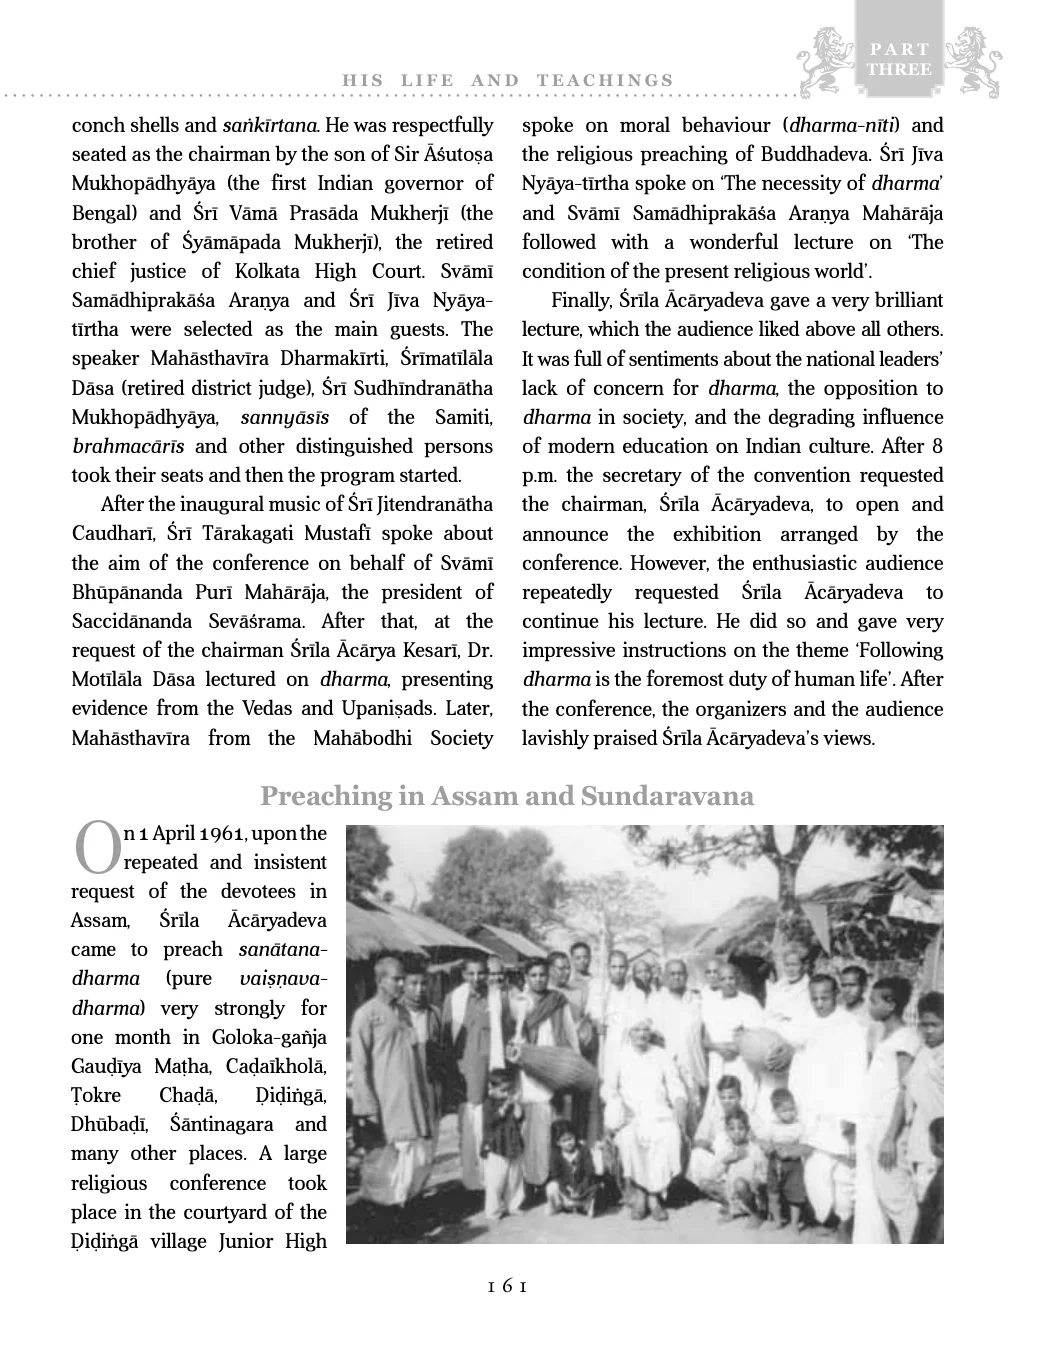 PART
THREE
HIS LIFE AND TEACHINGS
conch shells and saṅkīrtana. He was respectfully
seated as the chairman by the son of Sir Āśutoṣa
Mukhopādhyāya (the first Indian governor of
Bengal) and Śrī Vāmā Prasāda Mukherjī (the
brother of Śyāmāpada Mukherjī), the retired
chief justice of Kolkata High Court. Svāmī
Samādhiprakāśa Araṇya and Śrī Jīva Nyāya-
tīrtha were selected as the main guests. The
speaker Mahāsthavīra Dharmakīrti, Śrīmatīlāla
Dāsa (retired district judge), Śrī Sudhīndranātha
Mukhopādhyāya, sannyāsīs of the Samiti,
brahmacārīs and other distinguished persons
took their seats and then the program started.
After the inaugural music of Śrī Jitendranātha
Caudharī, Śrī Tārakagati Mustafī spoke about
the aim of the conference on behalf of Svāmī
Bhūpānanda Purī Mahārāja, the president of
Saccidānanda Sevāśrama. After that, at the
request of the chairman Śrīla Ācārya Kesarī, Dr.
Motīlāla Dāsa lectured on dharma, presenting
evidence from the Vedas and Upaniṣads. Later,
Mahāsthavīra from the Mahābodhi Society
spoke on moral behaviour (dharma-nīti) and
the religious preaching of Buddhadeva. Śrī Jīva
Nyāya-tīrtha spoke on ‘The necessity of dharma’
and Svāmī Samādhiprakāśa Araṇya Mahārāja
followed with a wonderful lecture on ‘The
condition of the present religious world’.
Finally, Śrīla Ācāryadeva gave a very brilliant
lecture, which the audience liked above all others.
It was full of sentiments about the national leaders’
lack of concern for dharma, the opposition to
dharma in society, and the degrading influence
of modern education on Indian culture. After 8
p.m. the secretary of the convention requested
the chairman, Śrīla Ācāryadeva, to open and
announce the exhibition arranged by the
conference. However, the enthusiastic audience
repeatedly requested Śrīla Ācāryadeva to
continue his lecture. He did so and gave very
impressive instructions on the theme ‘Following
dharma is the foremost duty of human life’. After
the conference, the organizers and the audience
lavishly praised Śrīla Ācāryadeva’s views.
Preaching in Assam and Sundaravana
On 1 April 1961, upon the
repeated and insistent
request of the devotees in
Assam, Śrīla Ācāryadeva
came to preach sanātana-
dharma (pure vaiṣṇava-
dharma) very strongly for
one month in Goloka-gañja
Gauḍīya Maṭha, Caḍaīkholā,
Ṭokre Chaḍā, Ḍiḍiṅgā,
Dhūbaḍī, Śāntinagara and
many other places. A large
religious conference took
place in the courtyard of the
Ḍiḍiṅgā village Junior High
161